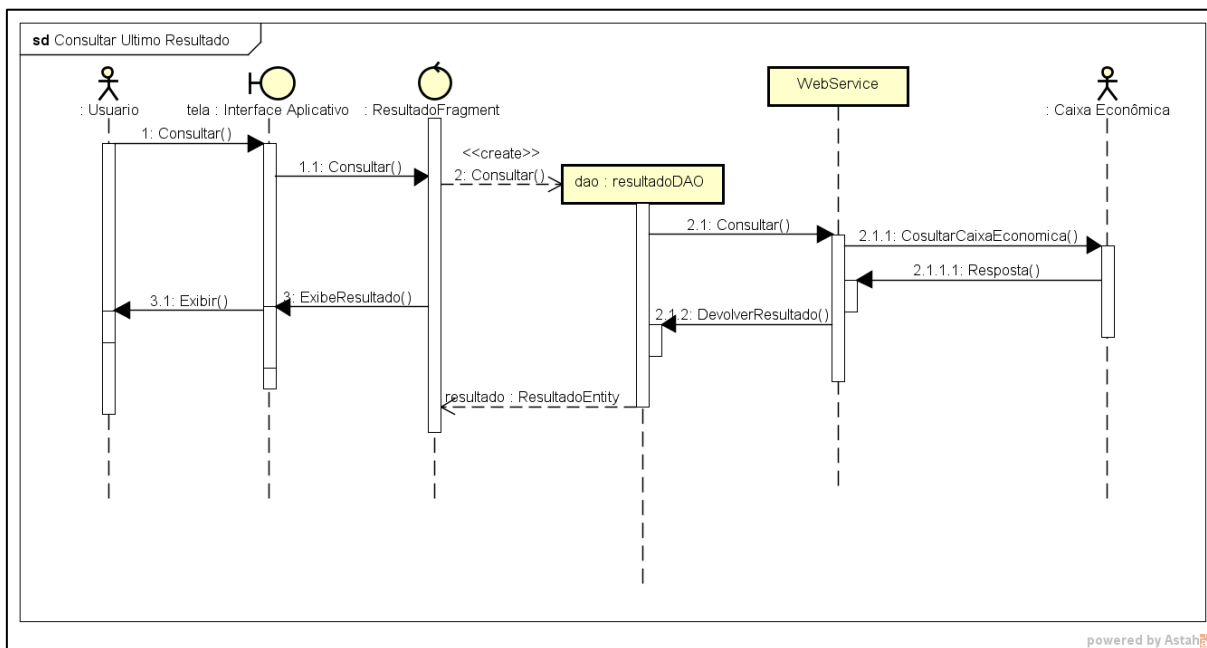 sd Consultar Ultimo Resultado
: Usuario
tela : Interface Aplicativo
: ResultadoFragment
WebService
: Caixa Econômica
1: Consultar()
1.1: Consultar()
<<create>>
2: Consultar()
dao : resultadoDAO
2.1: Consultar()
2.1.1: CosultarCaixaEconomica()
2.1.1.1: Resposta()
3.1: Exibir()
3: ExibeResultado()
2.1.2: DevolverResultado()
resultado : ResultadoEntity
powered by Astah